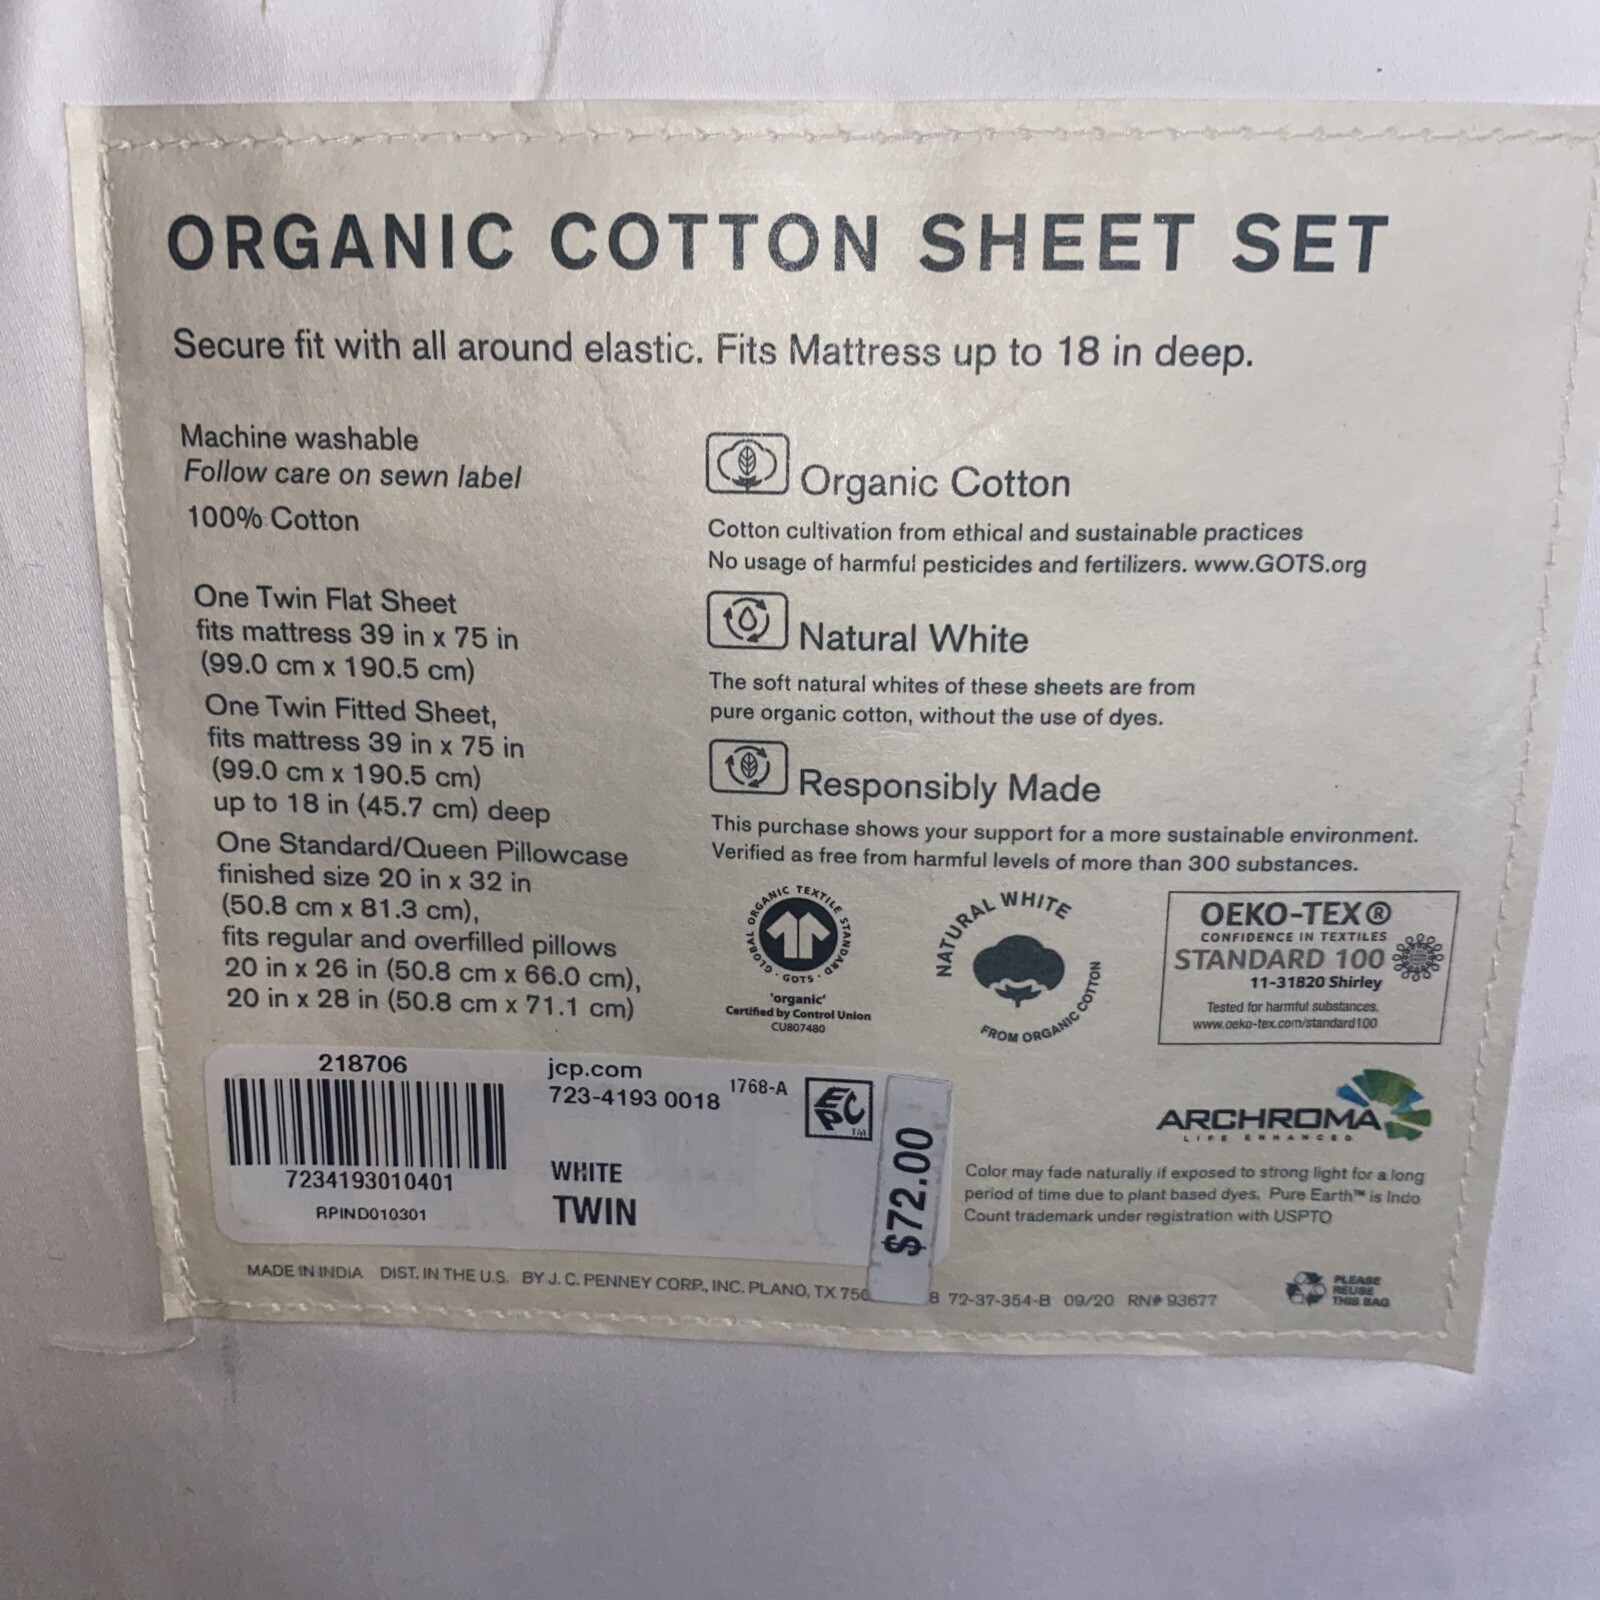 ORGANIC COTTON SHEET SET
Secure fit with all around elastic. Fits Mattress up to 18 in deep.
Machine washable
Follow care on sewn label
100% Cotton
One Twin Flat Sheet
fits mattress 39 in x 75 in
(99.0 cm x 190.5 cm)
One Twin Fitted Sheet,
fits mattress 39 in x 75 in
(99.0 cm x 190.5 cm)
up to 18 in (45.7 cm) deep
One Standard/Queen Pillowcase
finished size 20 in x 32 in
(50.8 cm x 81.3 cm),
fits regular and overfilled pillows
20 in x 26 in (50.8 cm x 66.0 cm),
20 in x 28 in (50.8 cm x 71.1 cm)
Organic Cotton
Cotton cultivation from ethical and sustainable practices
No usage of harmful pesticides and fertilizers. www.GOTS.org
Natural White
The soft natural whites of these sheets are from
pure organic cotton, without the use of dyes.
Responsibly Made
This purchase shows your support for a more sustainable environment.
Verified as free from harmful levels of more than 300 substances.
GLOBAL ORGANIC TEXTILE STANDARD
· GOTS ·
'organic'
Certified by Control Union
CU807480
NATURAL WHITE
FROM ORGANIC COTTON
OEKO-TEX®
CONFIDENCE IN TEXTILES
STANDARD 100
11-31820 Shirley
Tested for harmful substances.
www.oeko-tex.com/standard100
ARCHROMA
LIFE ENHANCED
Color may fade naturally if exposed to strong light for a long
period of time due to plant based dyes. Pure Earth™ is Indo
Count trademark under registration with USPTO
218706
7234193010401
RPIND010301
jcp.com
723-4193 0018
1768-A
EPC™
WHITE
TWIN
$72.00
MADE IN INDIA DIST. IN THE U.S. BY J. C. PENNEY CORP., INC. PLANO, TX 750 8 72-37-354-B 09/20 RN# 93677
PLEASE
REUSE
THIS BAG